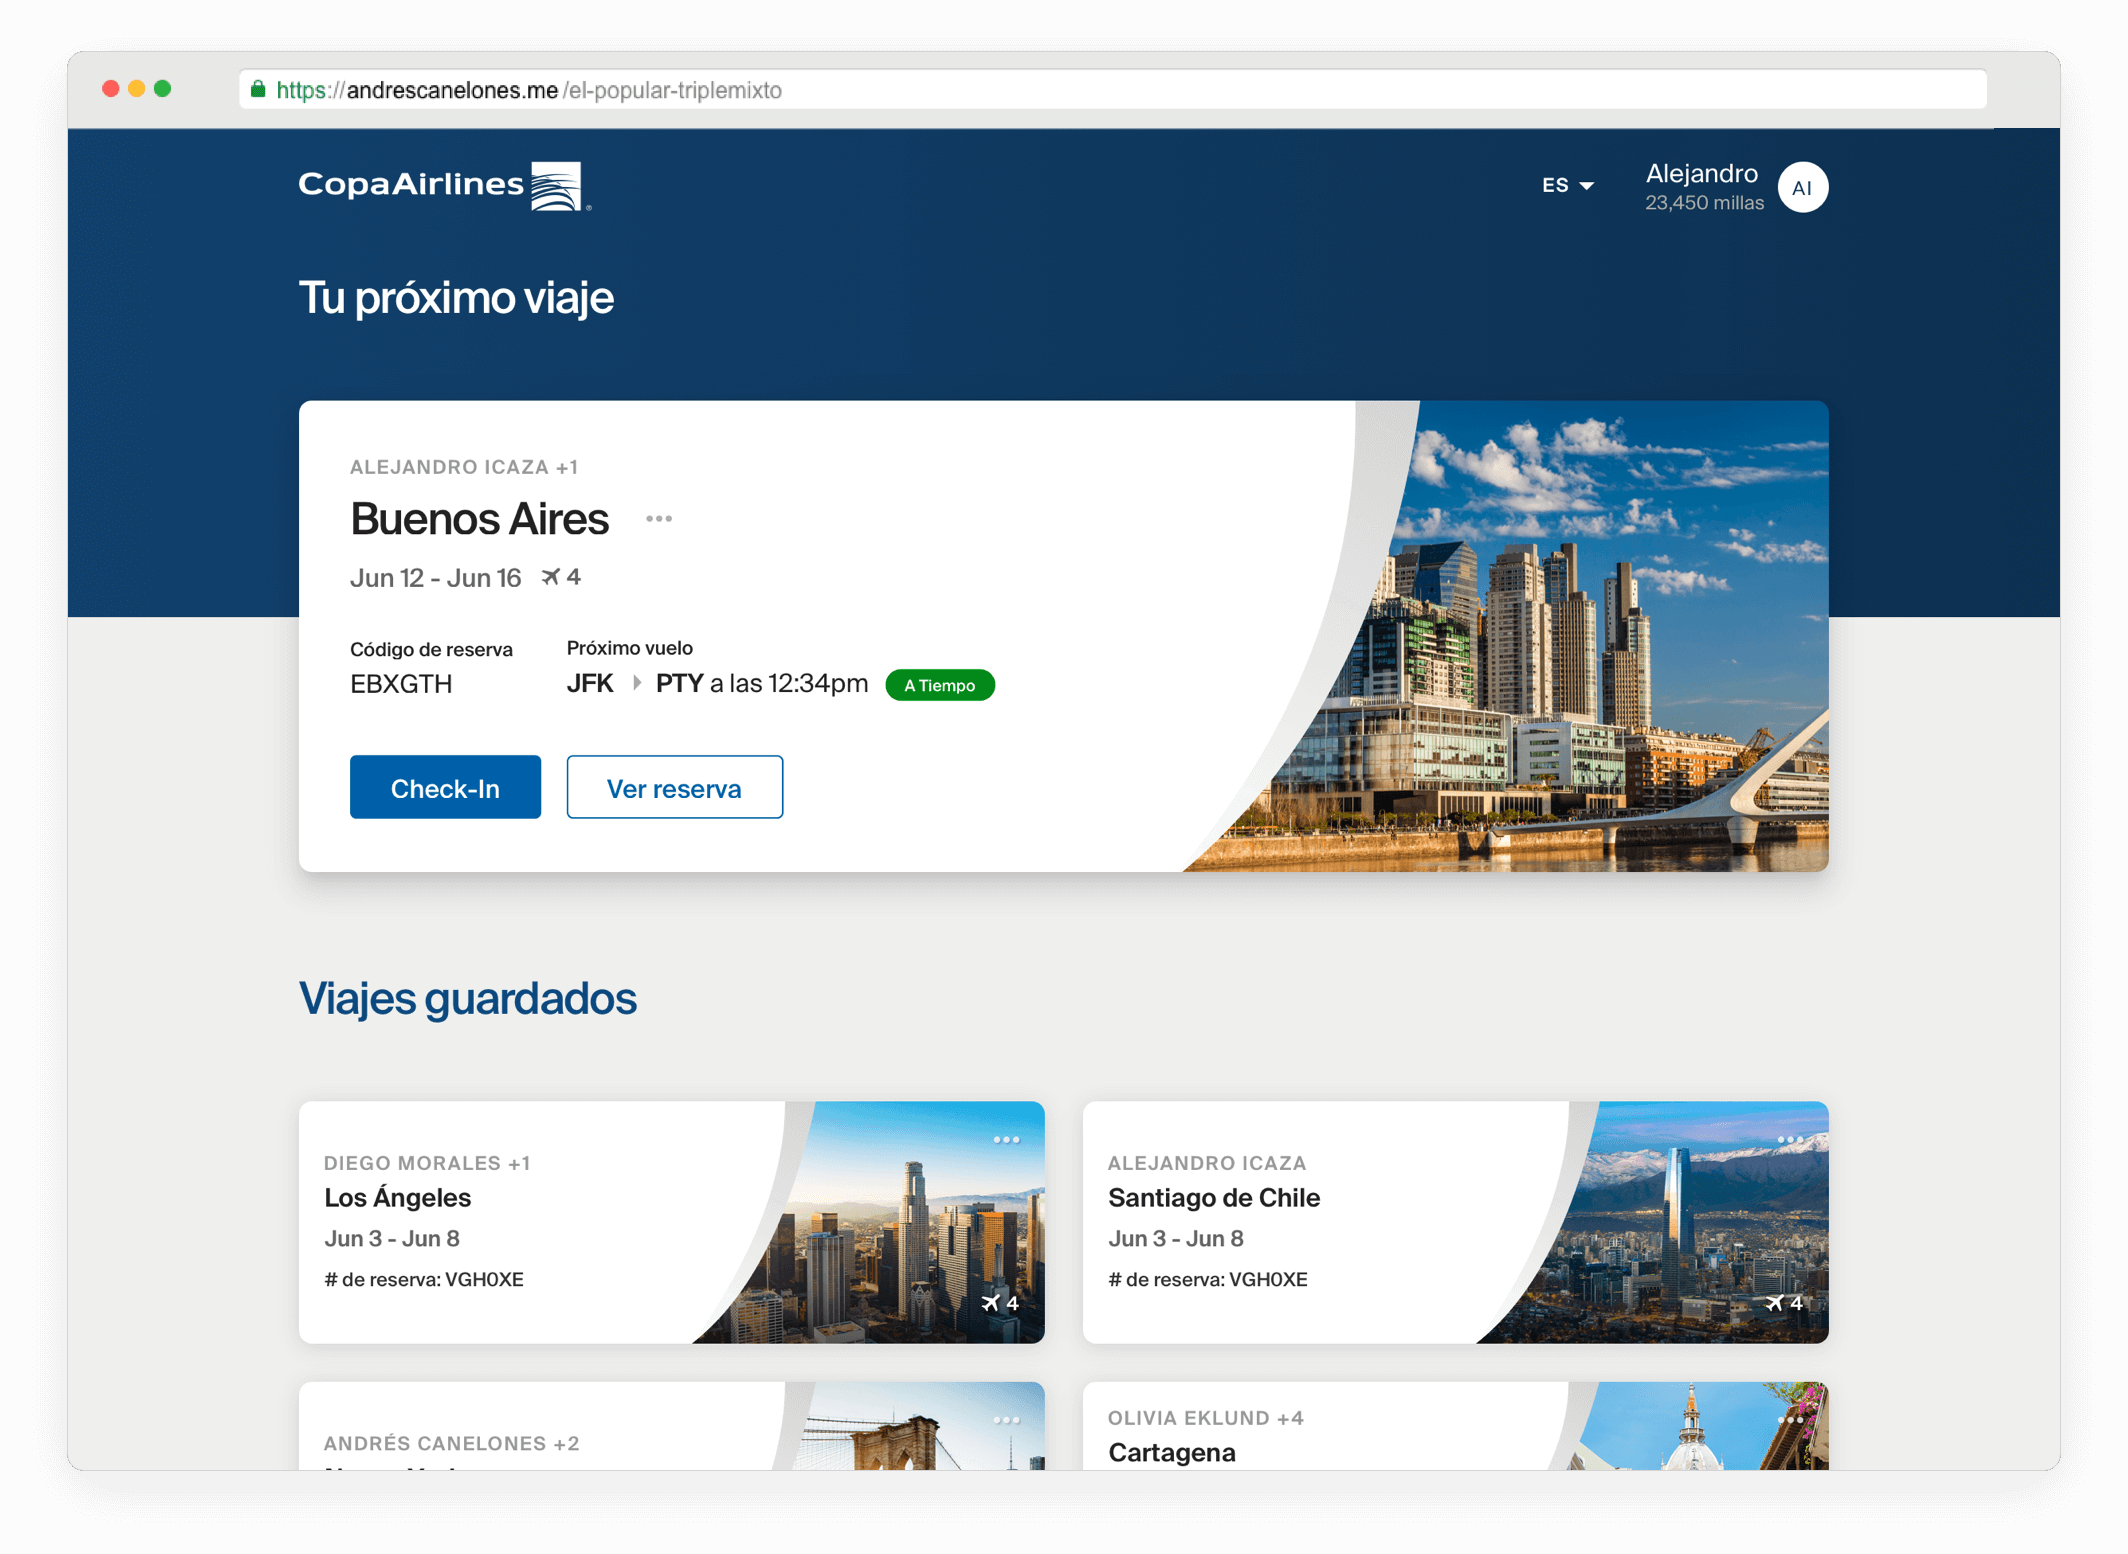 https://andrescanelones.me/el-popular-triplemixto
CopaAirlines ®
ES
Alejandro
23,450 millas
AI
Tu próximo viaje
ALEJANDRO ICAZA +1
Buenos Aires
Jun 12 - Jun 16 4
Código de reserva
EBXGTH
Próximo vuelo
JFK PTY a las 12:34pm A Tiempo
Check-In
Ver reserva
Viajes guardados
DIEGO MORALES +1
Los Ángeles
Jun 3 - Jun 8
# de reserva: VGH0XE
4
ALEJANDRO ICAZA
Santiago de Chile
Jun 3 - Jun 8
# de reserva: VGH0XE
4
ANDRÉS CANELONES +2
OLIVIA EKLUND +4
Cartagena